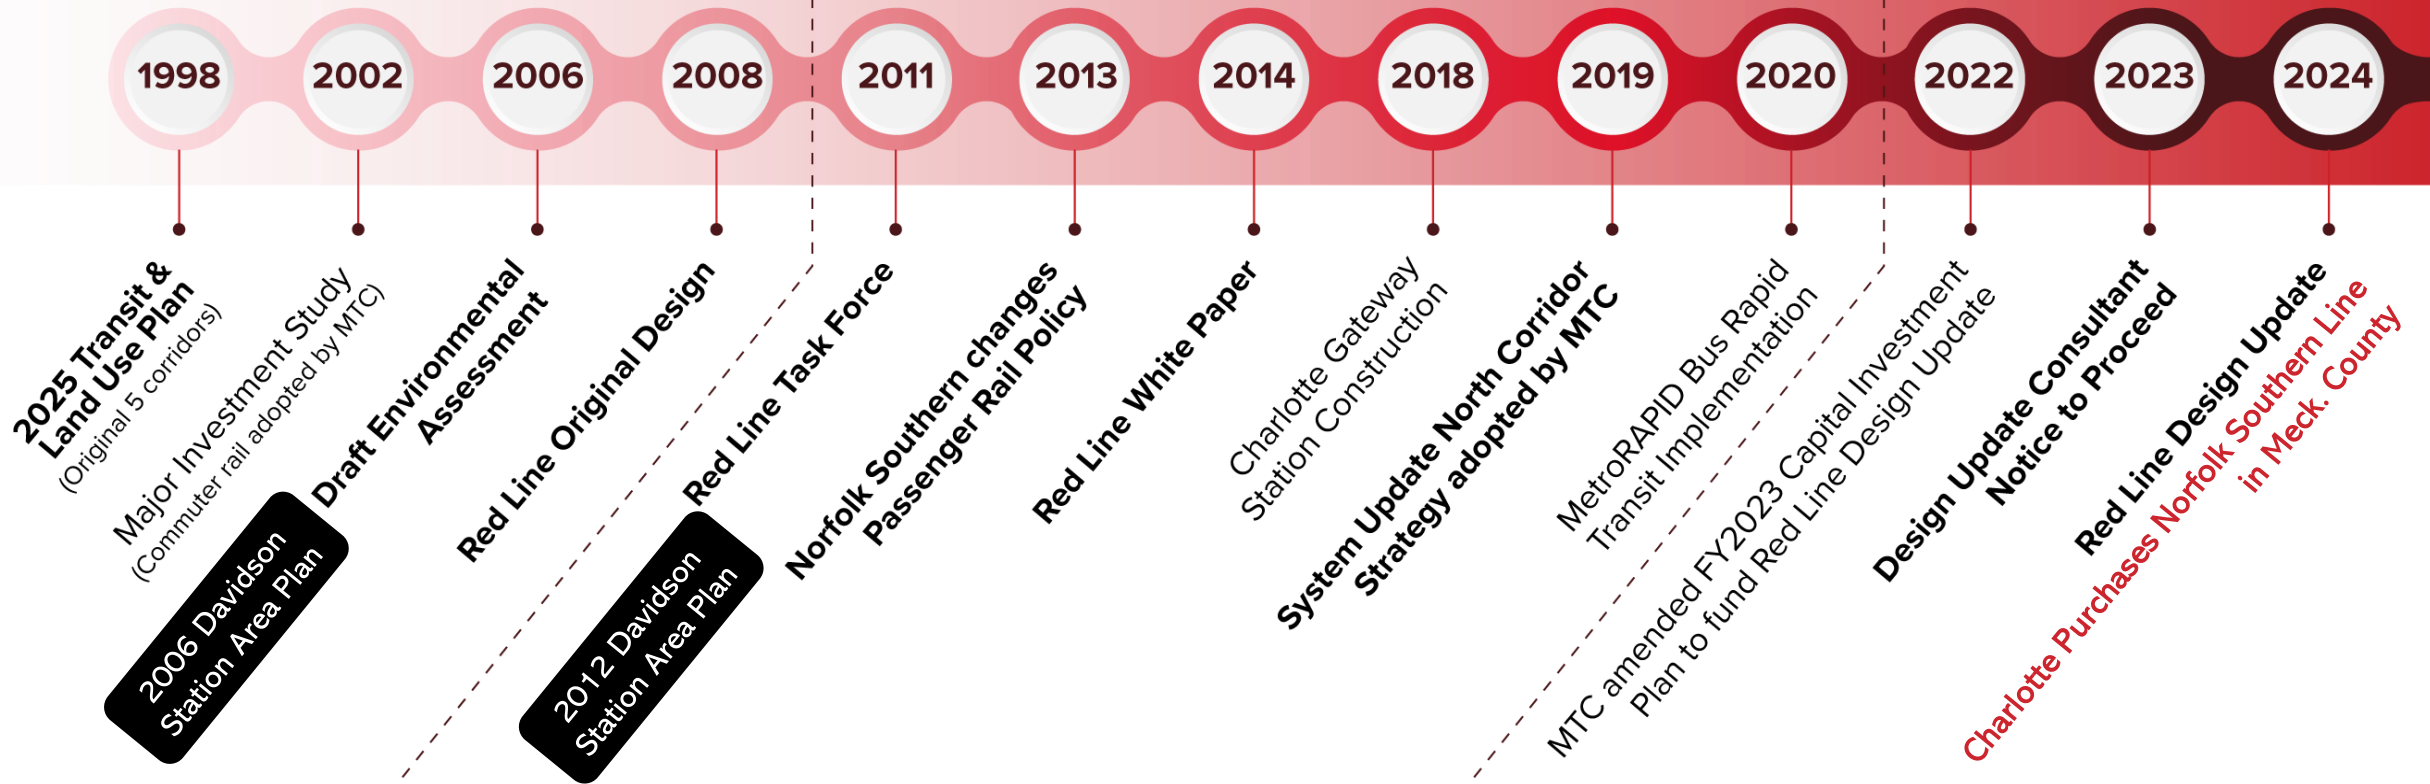 1998
2002
2006
2008
2011
2013
2014
2018
2019
2020
2022
2023
2024
2025 Transit &
Land Use Plan
(Original 5 corridors)
Major Investment Study
(Commuter rail adopted by MTC)
Draft Environmental
Assessment
2006 Davidson
Station Area Plan
Red Line Original Design
Red Line Task Force
2012 Davidson
Station Area Plan
Norfolk Southern changes
Passenger Rail Policy
Red Line White Paper
Charlotte Gateway
Station Construction
System Update North Corridor
Strategy adopted by MTC
MetroRAPID Bus Rapid
Transit Implementation
MTC amended FY2023 Capital Investment
Plan to fund Red Line Design Update
Design Update Consultant
Notice to Proceed
Red Line Design Update
Charlotte Purchases Norfolk Southern Line
in Meck. County